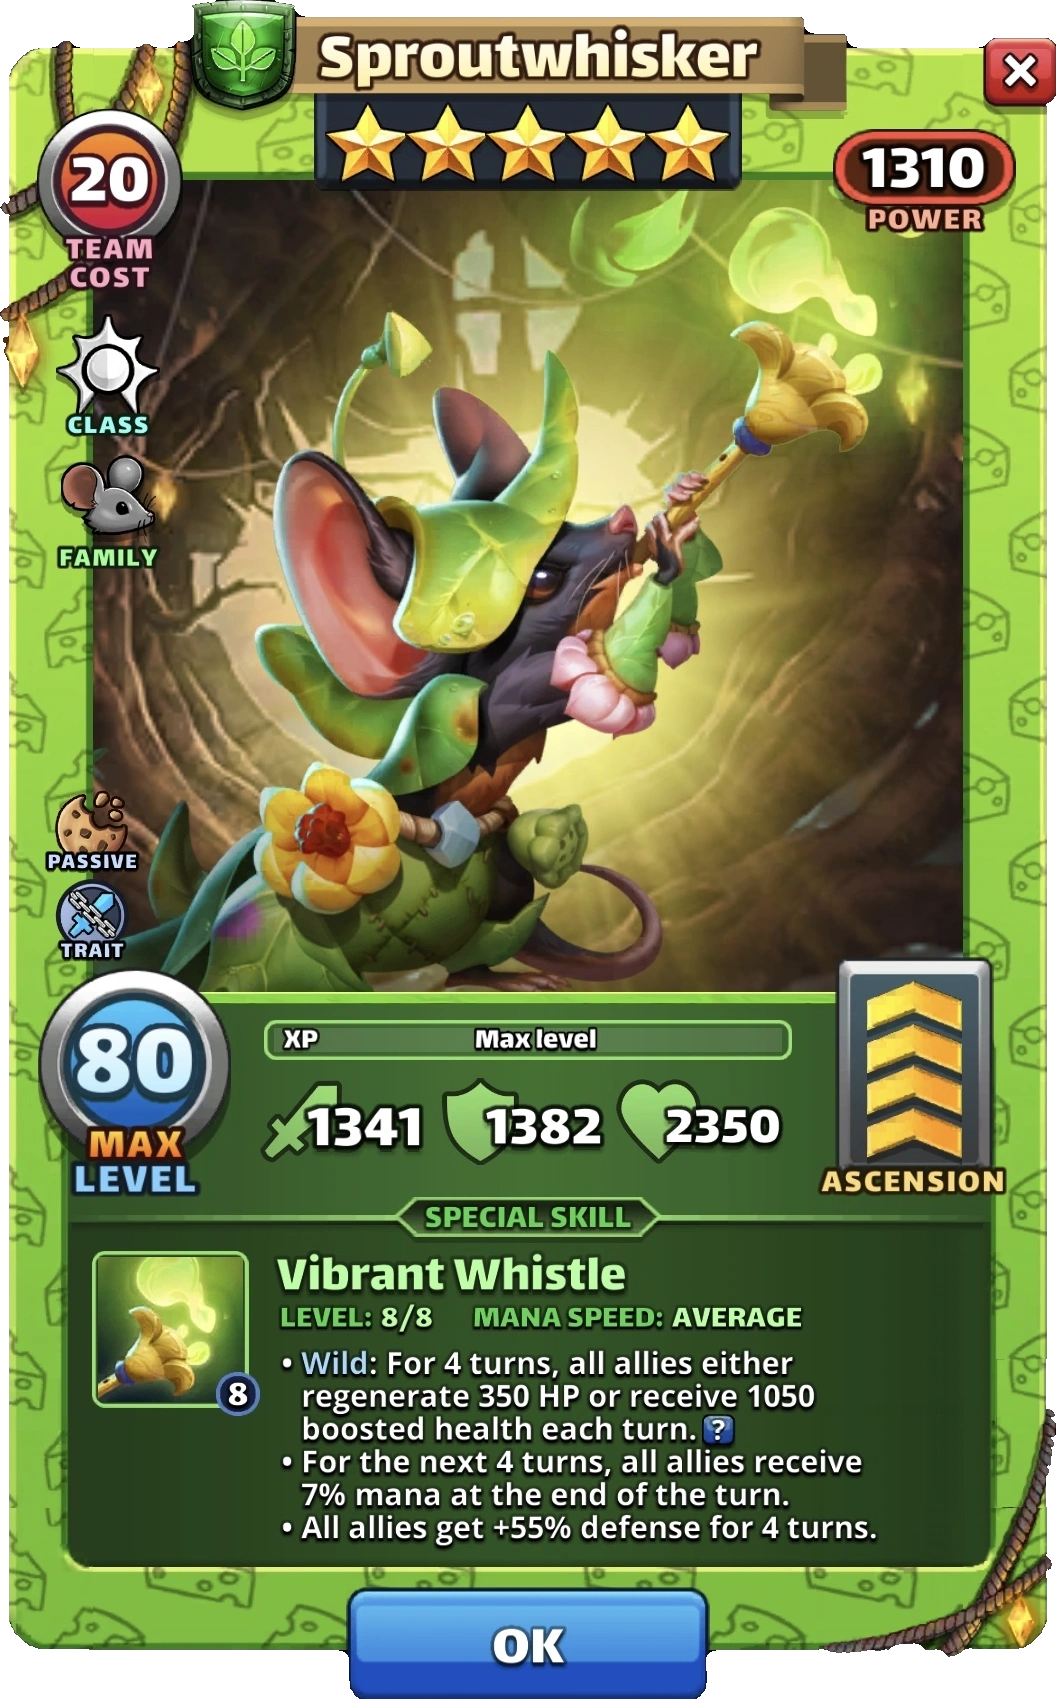 Sproutwhisker
20
TEAM
COST
1310
POWER
CLASS
FAMILY
PASSIVE
TRAIT
80
MAX
LEVEL
XP Max level
1341 1382 2350
ASCENSION
SPECIAL SKILL
Vibrant Whistle
LEVEL: 8/8 MANA SPEED: AVERAGE
8
• Wild: For 4 turns, all allies either
regenerate 350 HP or receive 1050
boosted health each turn. ?
• For the next 4 turns, all allies receive
7% mana at the end of the turn.
• All allies get +55% defense for 4 turns.
OK